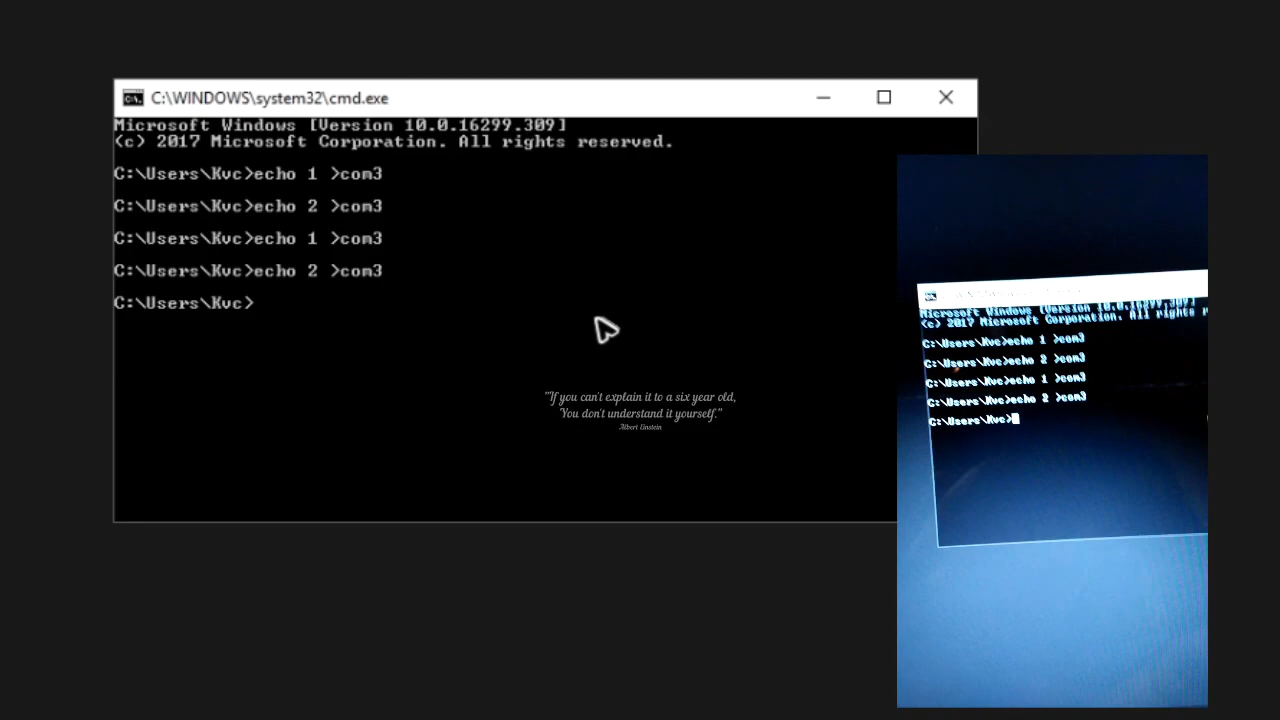 C:\WINDOWS\system32\cmd.exe
Microsoft Windows [Version 10.0.16299.309]
(c) 2017 Microsoft Corporation. All rights reserved.
C:\Users\Kvc>echo 1 >com3
C:\Users\Kvc>echo 2 >com3
C:\Users\Kvc>echo 1 >com3
C:\Users\Kvc>echo 2 >com3
C:\Users\Kvc>
"If you can't explain it to a six year old,
You don't understand it yourself."
Albert Einstein
Microsoft Windows [Version 10.0.16299.309]
(c) 2017 Microsoft Corporation. All rights r
C:\Users\Kvc>echo 1 >com3
C:\Users\Kvc>echo 2 >com3
C:\Users\Kvc>echo 1 >com3
C:\Users\Kvc>echo 2 >com3
C:\Users\Kvc>